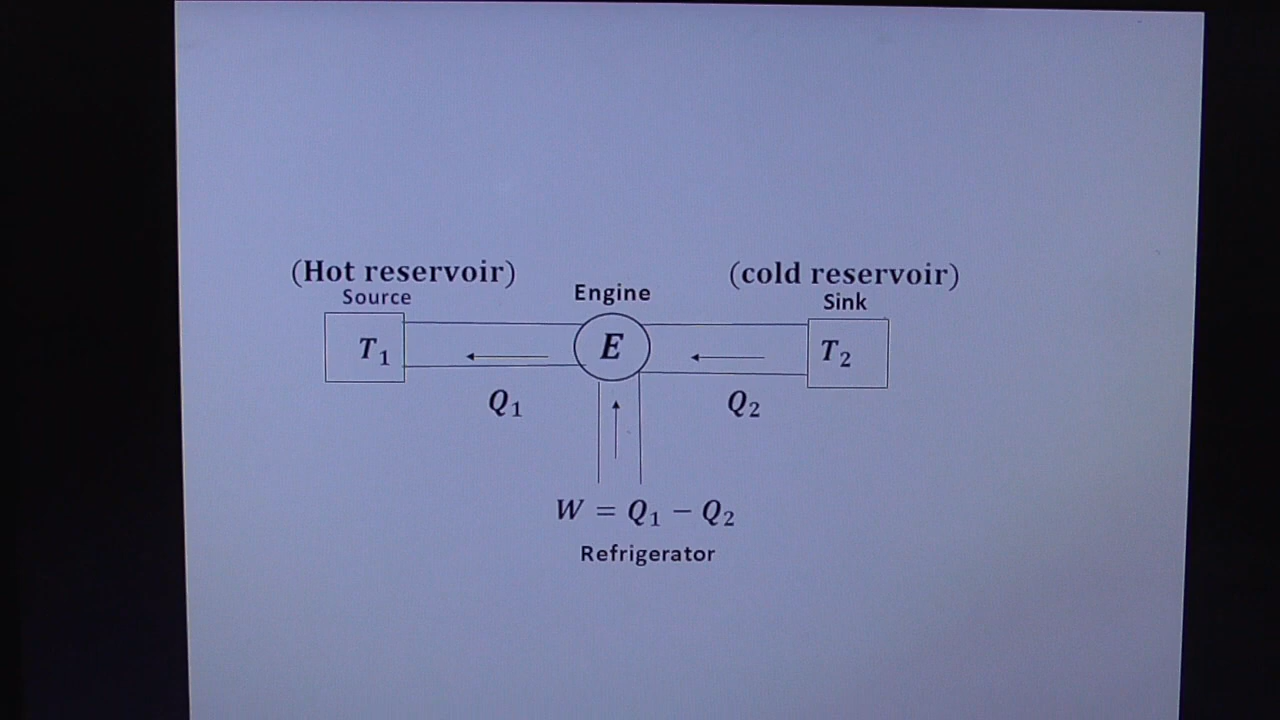 (Hot reservoir)
Source
T₁
Engine
E
(cold reservoir)
Sink
T₂
Q₁
Q₂
W = Q₁ − Q₂
Refrigerator